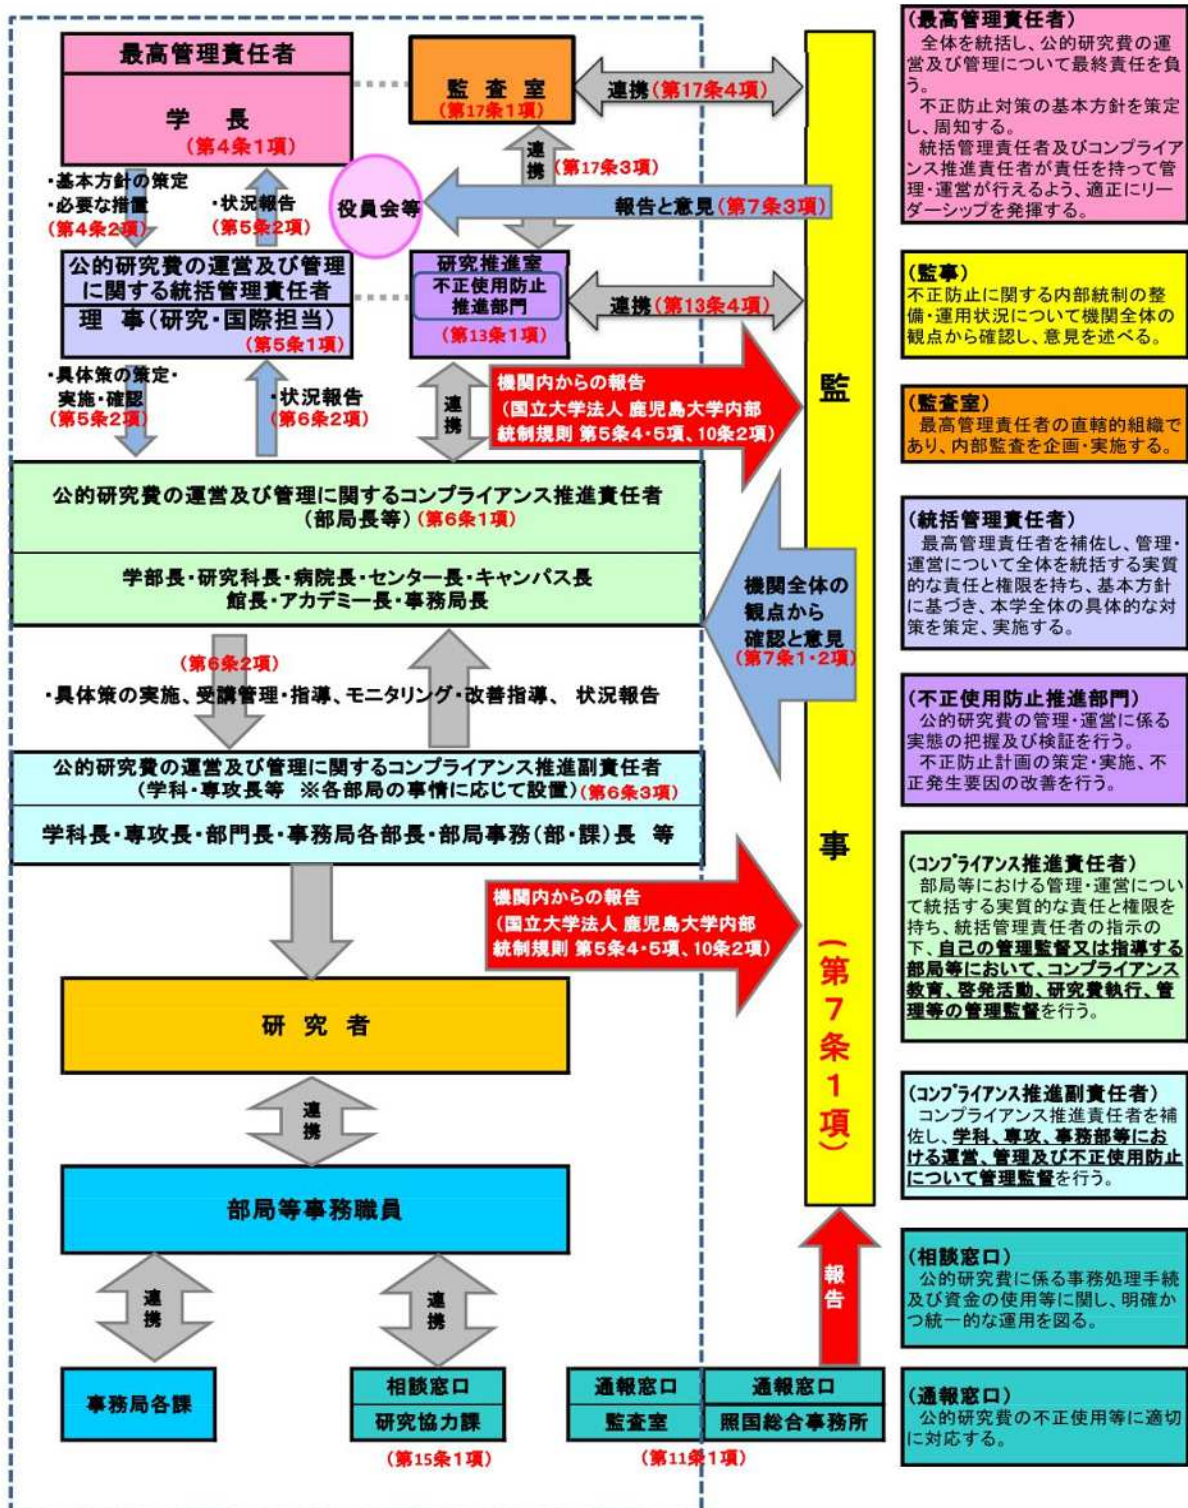 最高管理責任者
学 長
(第4条1項)
監 査 室
(第17条1項)
連携(第17条4項)
連携
(第17条3項)
・基本方針の策定
・必要な措置
(第4条2項)
・状況報告
(第5条2項)
役員会等
報告と意見(第7条3項)
公的研究費の運営及び管理
に関する統括管理責任者
理 事(研究・国際担当)
(第5条1項)
研究推進室
不正使用防止
推進部門
(第13条1項)
連携(第13条4項)
・具体策の策定・
実施・確認
(第5条2項)
・状況報告
(第6条2項)
連携
機関内からの報告
(国立大学法人 鹿児島大学内部
統制規則 第5条4・5項、10条2項)
公的研究費の運営及び管理に関するコンプライアンス推進責任者
(部局長等)(第6条1項)
学部長・研究科長・病院長・センター長・キャンパス長
館長・アカデミー長・事務局長
機関全体の
観点から
確認と意見
(第7条1・2項)
(第6条2項)
・具体策の実施、受講管理・指導、モニタリング・改善指導、 状況報告
公的研究費の運営及び管理に関するコンプライアンス推進副責任者
(学科・専攻長等 ※各部局の事情に応じて設置)(第6条3項)
学科長・専攻長・部門長・事務局各部長・部局事務(部・課)長 等
機関内からの報告
(国立大学法人 鹿児島大学内部
統制規則 第5条4・5項、10条2項)
研 究 者
連携
部局等事務職員
連携
連携
事務局各課
相談窓口
研究協力課
(第15条1項)
通報窓口
監査室
通報窓口
照国総合事務所
(第11条1項)
報告
監 事 (第7条1項)
(最高管理責任者)
全体を統括し、公的研究費の運
営及び管理について最終責任を負
う。
不正防止対策の基本方針を策定
し、周知する。
統括管理責任者及びコンプライア
ンス推進責任者が責任を持って管
理・運営が行えるよう、適正にリー
ダーシップを発揮する。
(監事)
不正防止に関する内部統制の整
備・運用状況について機関全体の
観点から確認し、意見を述べる。
(監査室)
最高管理責任者の直轄的組織で
あり、内部監査を企画・実施する。
(統括管理責任者)
最高管理責任者を補佐し、管理・
運営について全体を統括する実質
的な責任と権限を持ち、基本方針
に基づき、本学全体の具体的な対
策を策定、実施する。
(不正使用防止推進部門)
公的研究費の管理・運営に係る
実態の把握及び検証を行う。
不正防止計画の策定・実施、不
正発生要因の改善を行う。
(コンプライアンス推進責任者)
部局等における管理・運営につい
て統括する実質的な責任と権限を
持ち、統括管理責任者の指示の
下、自己の管理監督又は指導する
部局等において、コンプライアンス
教育、啓発活動、研究費執行、管
理等の管理監督を行う。
(コンプライアンス推進副責任者)
コンプライアンス推進責任者を補
佐し、学科、専攻、事務部等にお
ける運営、管理及び不正使用防止
について管理監督を行う。
(相談窓口)
公的研究費に係る事務処理手続
及び資金の使用等に関し、明確か
つ統一的な運用を図る。
(通報窓口)
公的研究費の不正使用等に適切
に対応する。